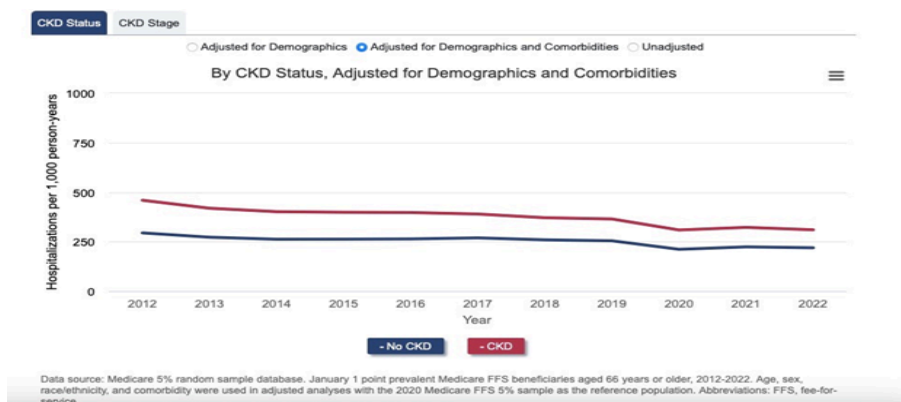 CKD Status CKD Stage
Adjusted for Demographics Adjusted for Demographics and Comorbidities Unadjusted
By CKD Status, Adjusted for Demographics and Comorbidities
Hospitalizations per 1,000 person-years
1000
750
500
250
0
2012 2013 2014 2015 2016 2017 2018 2019 2020 2021 2022
Year
- No CKD - CKD
Data source: Medicare 5% random sample database. January 1 point prevalent Medicare FFS beneficiaries aged 66 years or older, 2012-2022. Age, sex,
race/ethnicity, and comorbidity were used in adjusted analyses with the 2020 Medicare FFS 5% sample as the reference population. Abbreviations: FFS, fee-for-
service